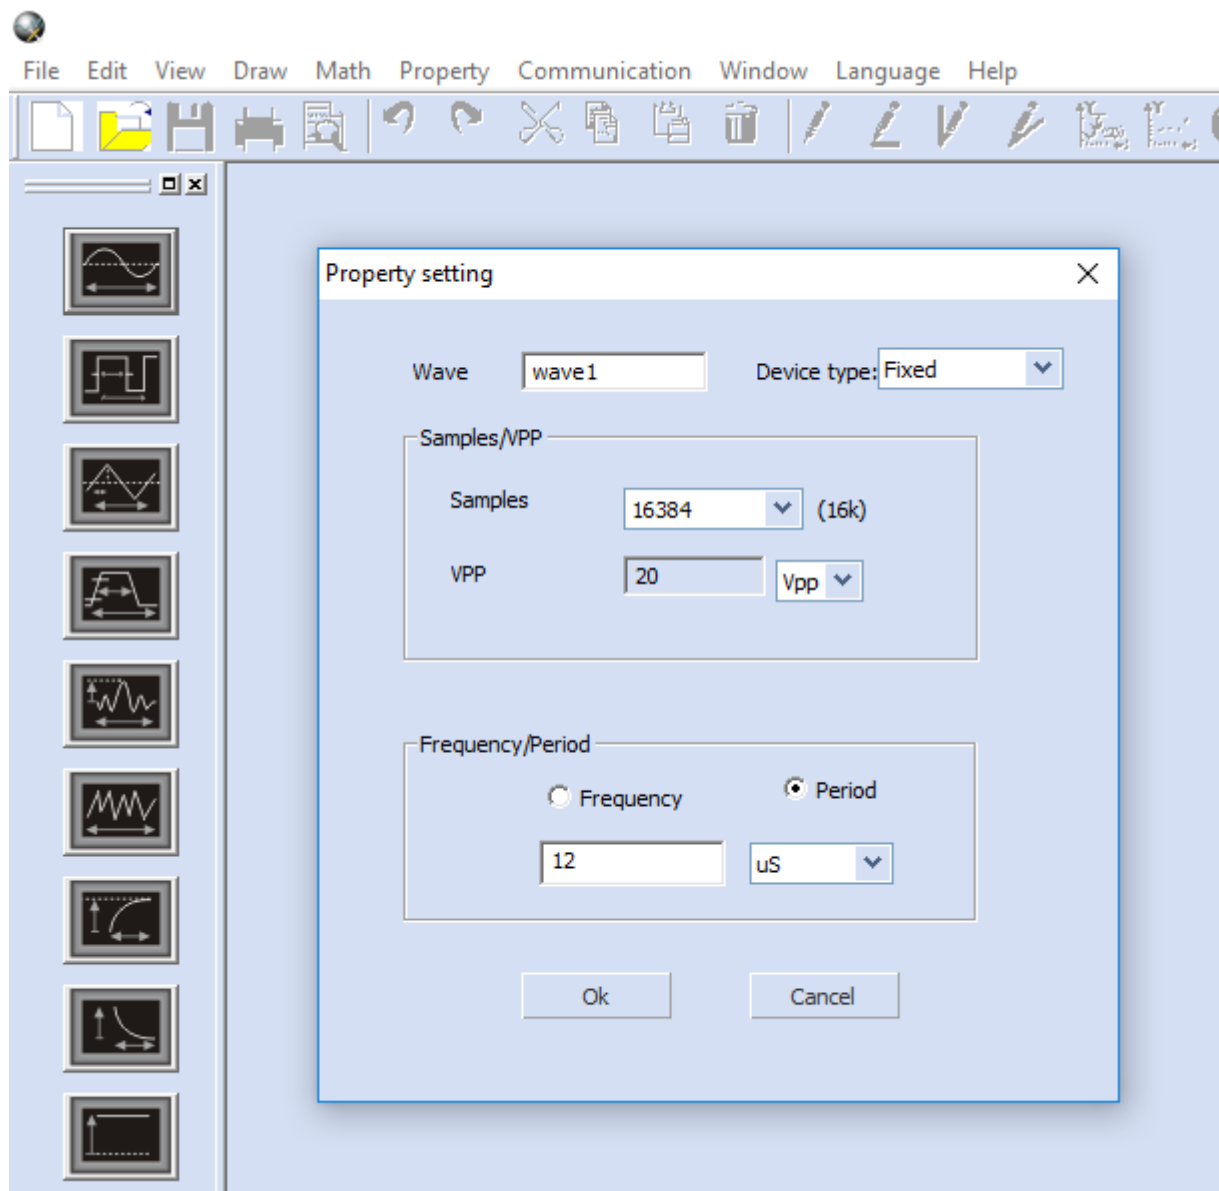 File Edit View Draw Math Property Communication Window Language Help
Property setting
Wave wave1 Device type: Fixed
Samples/VPP
Samples 16384 (16k)
VPP 20 Vpp
Frequency/Period
Frequency Period
12 uS
Ok Cancel